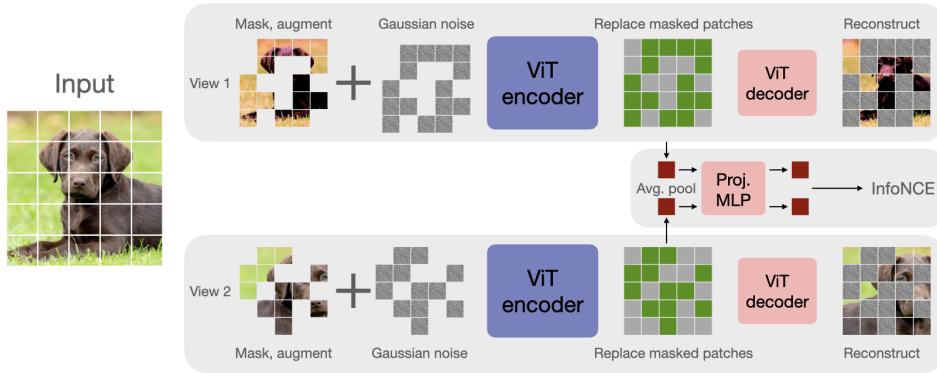 Input
View 1
Mask, augment
Gaussian noise
ViT
encoder
Replace masked patches
ViT
decoder
Reconstruct
Avg. pool
Proj.
MLP
InfoNCE
View 2
ViT
encoder
ViT
decoder
Mask, augment
Gaussian noise
Replace masked patches
Reconstruct